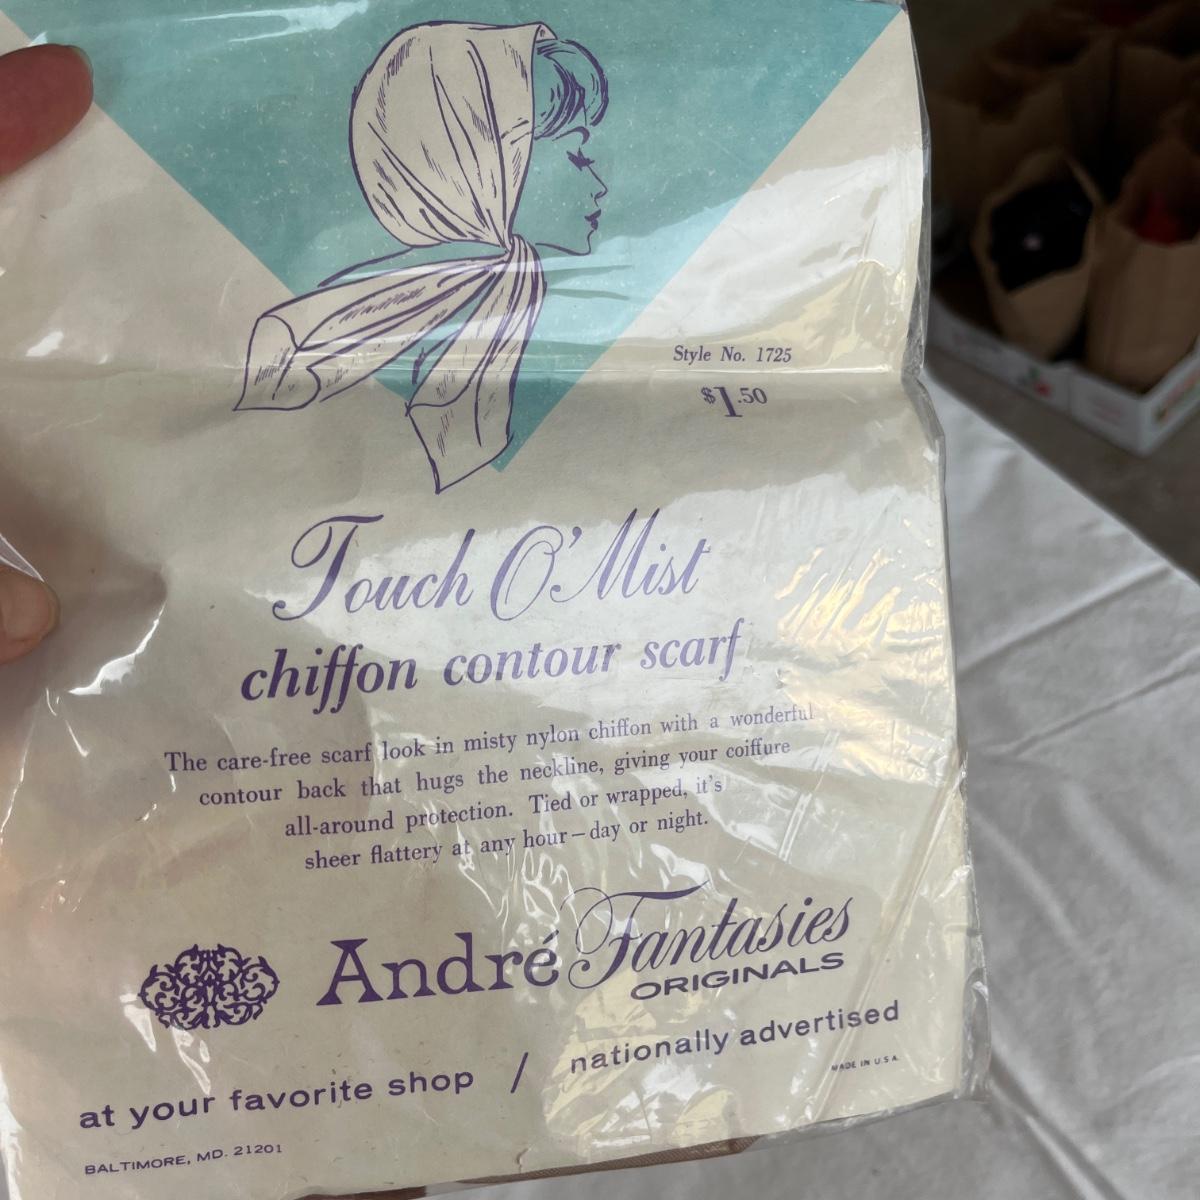 Style No. 1725
$1.50
Touch O'Mist
chiffon contour scarf
The care-free scarf look in misty nylon chiffon with a wonderful
contour back that hugs the neckline, giving your coiffure
all-around protection. Tied or wrapped, it's
sheer flattery at any hour — day or night.
André Fantasies
ORIGINALS
at your favorite shop / nationally advertised
MADE IN U.S.A.
BALTIMORE, MD. 21201